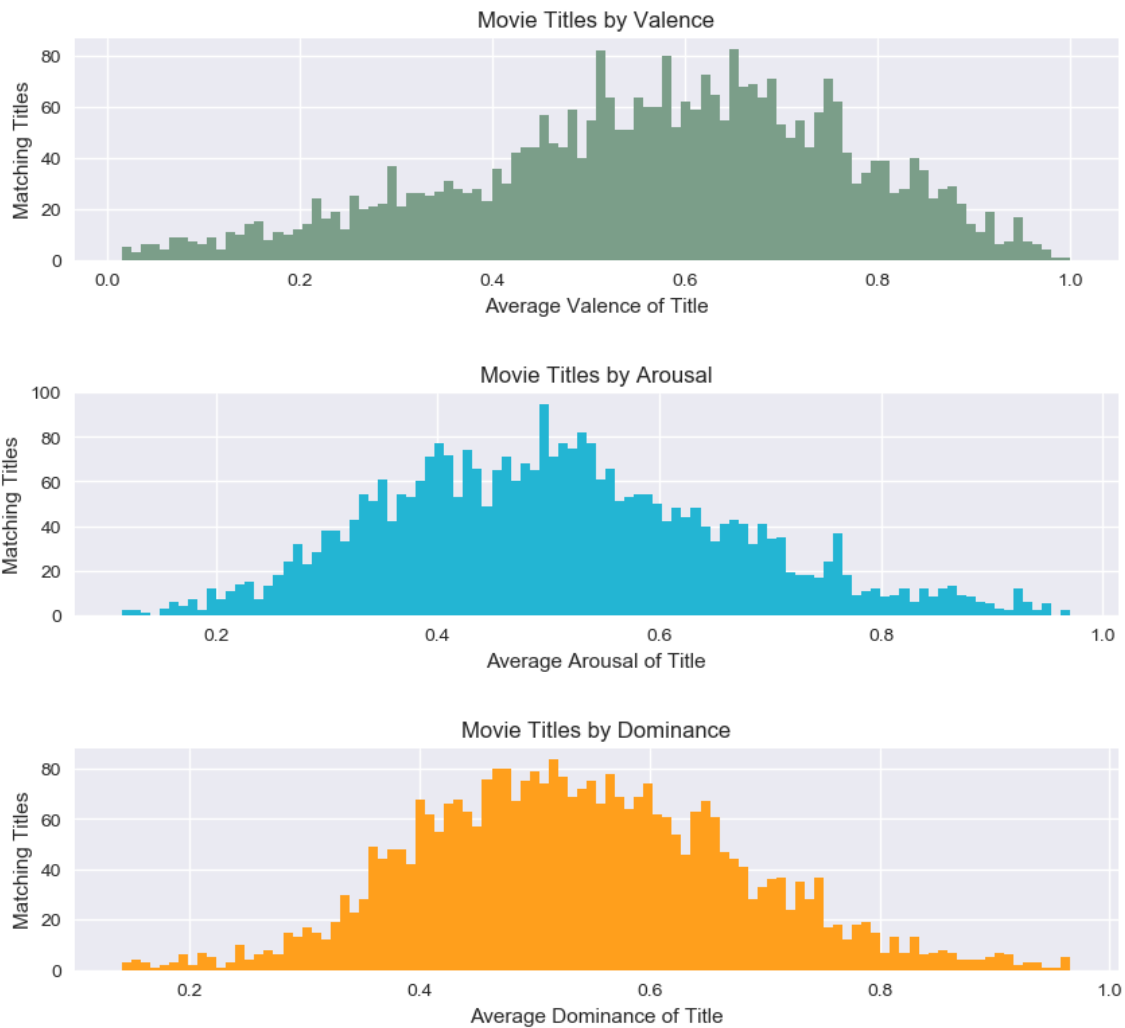 Movie Titles by Valence
Matching Titles
80
60
40
20
0
0.0 0.2 0.4 0.6 0.8 1.0
Average Valence of Title
Movie Titles by Arousal
Matching Titles
100
80
60
40
20
0
0.2 0.4 0.6 0.8 1.0
Average Arousal of Title
Movie Titles by Dominance
Matching Titles
80
60
40
20
0
0.2 0.4 0.6 0.8 1.0
Average Dominance of Title